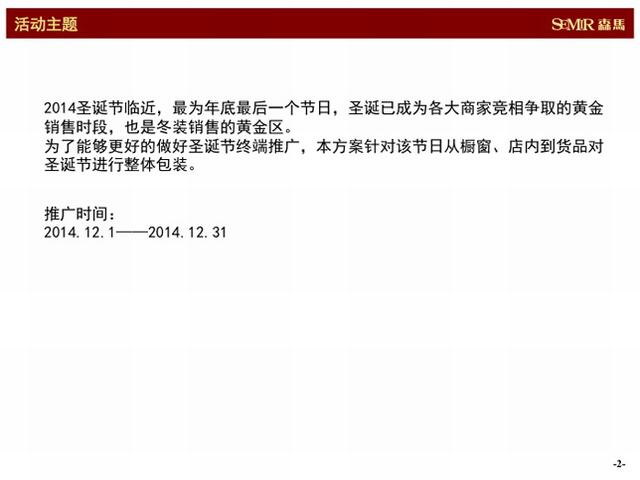 活动主题
SEMIR 森馬
2014圣诞节临近，最为年底最后一个节日，圣诞已成为各大商家竞相争取的黄金
销售时段，也是冬装销售的黄金区。
为了能够更好的做好圣诞节终端推广，本方案针对该节日从橱窗、店内到货品对
圣诞节进行整体包装。
推广时间：
2014.12.1——2014.12.31
-2-